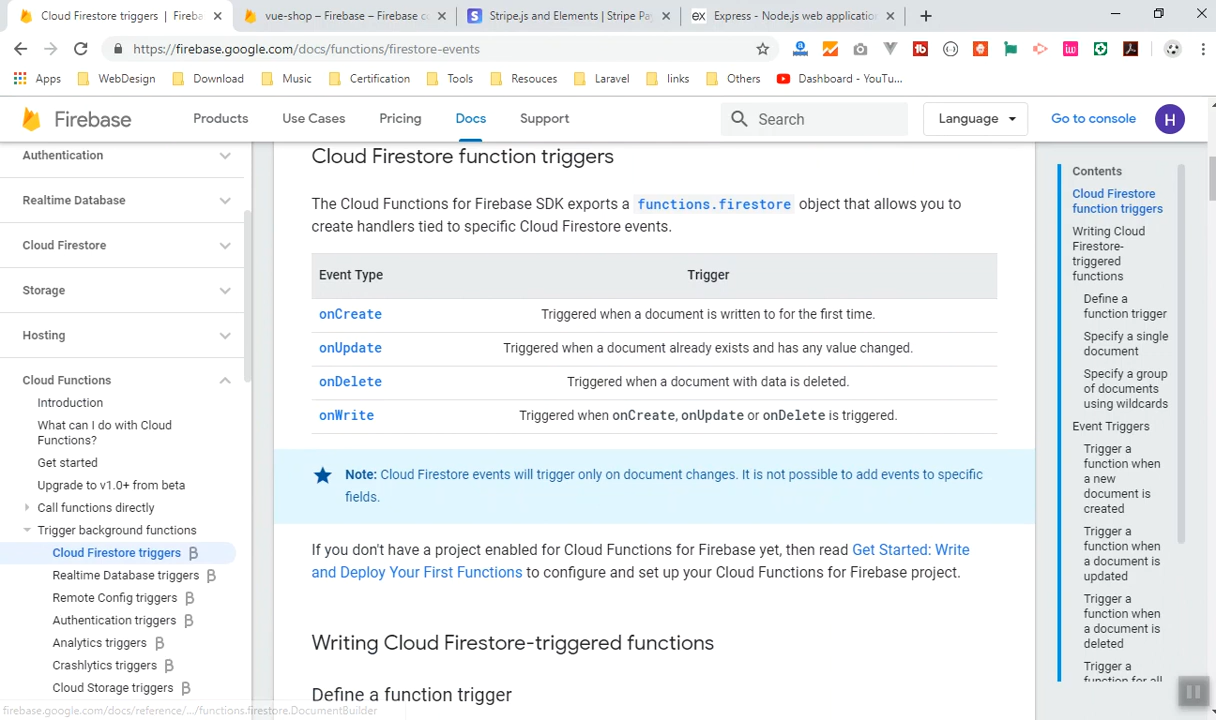 Cloud Firestore triggers | Fireba
vue-shop – Firebase – Firebase co
Stripe.js and Elements | Stripe Pay
Express - Node.js web application
https://firebase.google.com/docs/functions/firestore-events
Apps
WebDesign
Download
Music
Certification
Tools
Resouces
Laravel
links
Others
Dashboard - YouTu...
Firebase
Products
Use Cases
Pricing
Docs
Support
Search
Language
Go to console
H
Authentication
Realtime Database
Cloud Firestore
Storage
Hosting
Cloud Functions
Introduction
What can I do with Cloud
Functions?
Get started
Upgrade to v1.0+ from beta
Call functions directly
Trigger background functions
Cloud Firestore triggers β
Realtime Database triggers β
Remote Config triggers β
Authentication triggers β
Analytics triggers β
Crashlytics triggers β
Cloud Storage triggers β
firebase.google.com/docs/reference/.../functions.firestore.DocumentBuilder
Cloud Firestore function triggers
The Cloud Functions for Firebase SDK exports a functions.firestore object that allows you to
create handlers tied to specific Cloud Firestore events.
Event Type Trigger
onCreate Triggered when a document is written to for the first time.
onUpdate Triggered when a document already exists and has any value changed.
onDelete Triggered when a document with data is deleted.
onWrite Triggered when onCreate, onUpdate or onDelete is triggered.
Note: Cloud Firestore events will trigger only on document changes. It is not possible to add events to specific
fields.
If you don't have a project enabled for Cloud Functions for Firebase yet, then read Get Started: Write
and Deploy Your First Functions to configure and set up your Cloud Functions for Firebase project.
Writing Cloud Firestore-triggered functions
Define a function trigger
Contents
Cloud Firestore
function triggers
Writing Cloud
Firestore-
triggered
functions
Define a
function trigger
Specify a single
document
Specify a group
of documents
using wildcards
Event Triggers
Trigger a
function when
a new
document is
created
Trigger a
function when
a document is
updated
Trigger a
function when
a document is
deleted
Trigger a
function for all